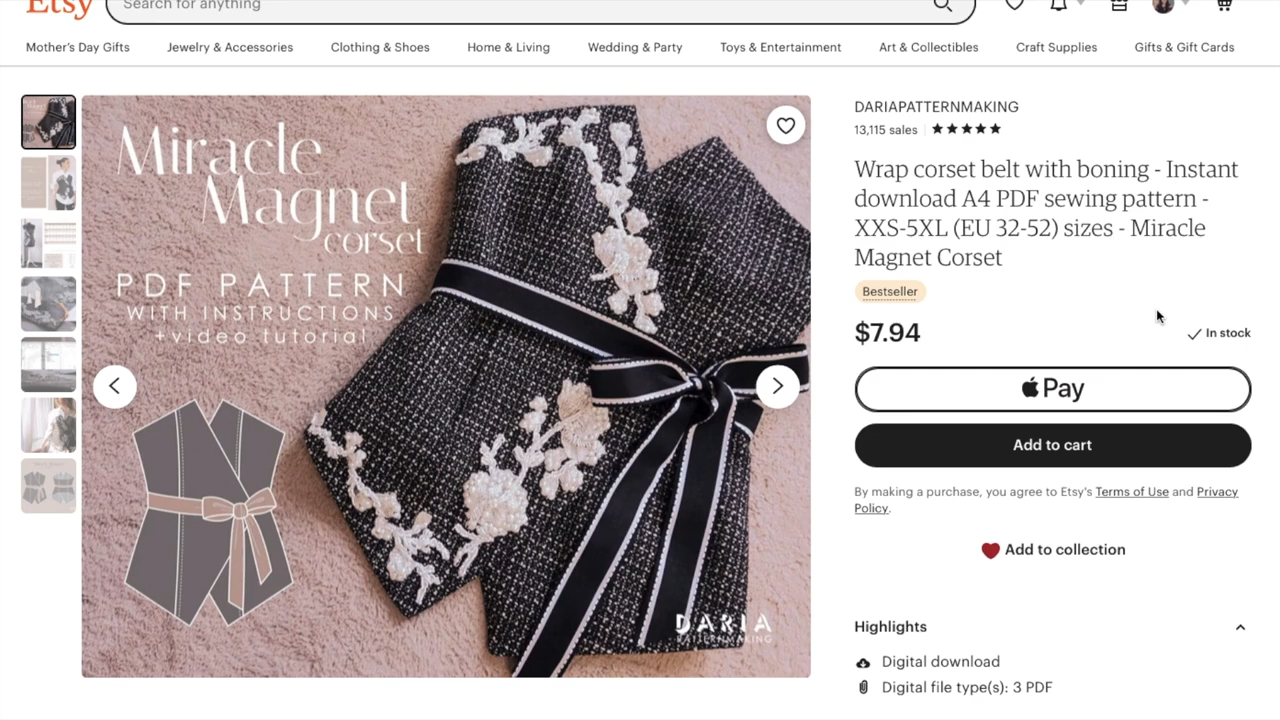 Etsy
Search for anything
Mother's Day Gifts
Jewelry & Accessories
Clothing & Shoes
Home & Living
Wedding & Party
Toys & Entertainment
Art & Collectibles
Craft Supplies
Gifts & Gift Cards
Miracle
Magnet
corset
PDF PATTERN
WITH INSTRUCTIONS
+video tutorial
DARIA
PATTERNMAKING
DARIAPATTERNMAKING
13,115 sales
Wrap corset belt with boning - Instant
download A4 PDF sewing pattern -
XXS-5XL (EU 32-52) sizes - Miracle
Magnet Corset
Bestseller
$7.94
In stock
Pay
Add to cart
By making a purchase, you agree to Etsy's Terms of Use and Privacy
Policy.
Add to collection
Highlights
Digital download
Digital file type(s): 3 PDF